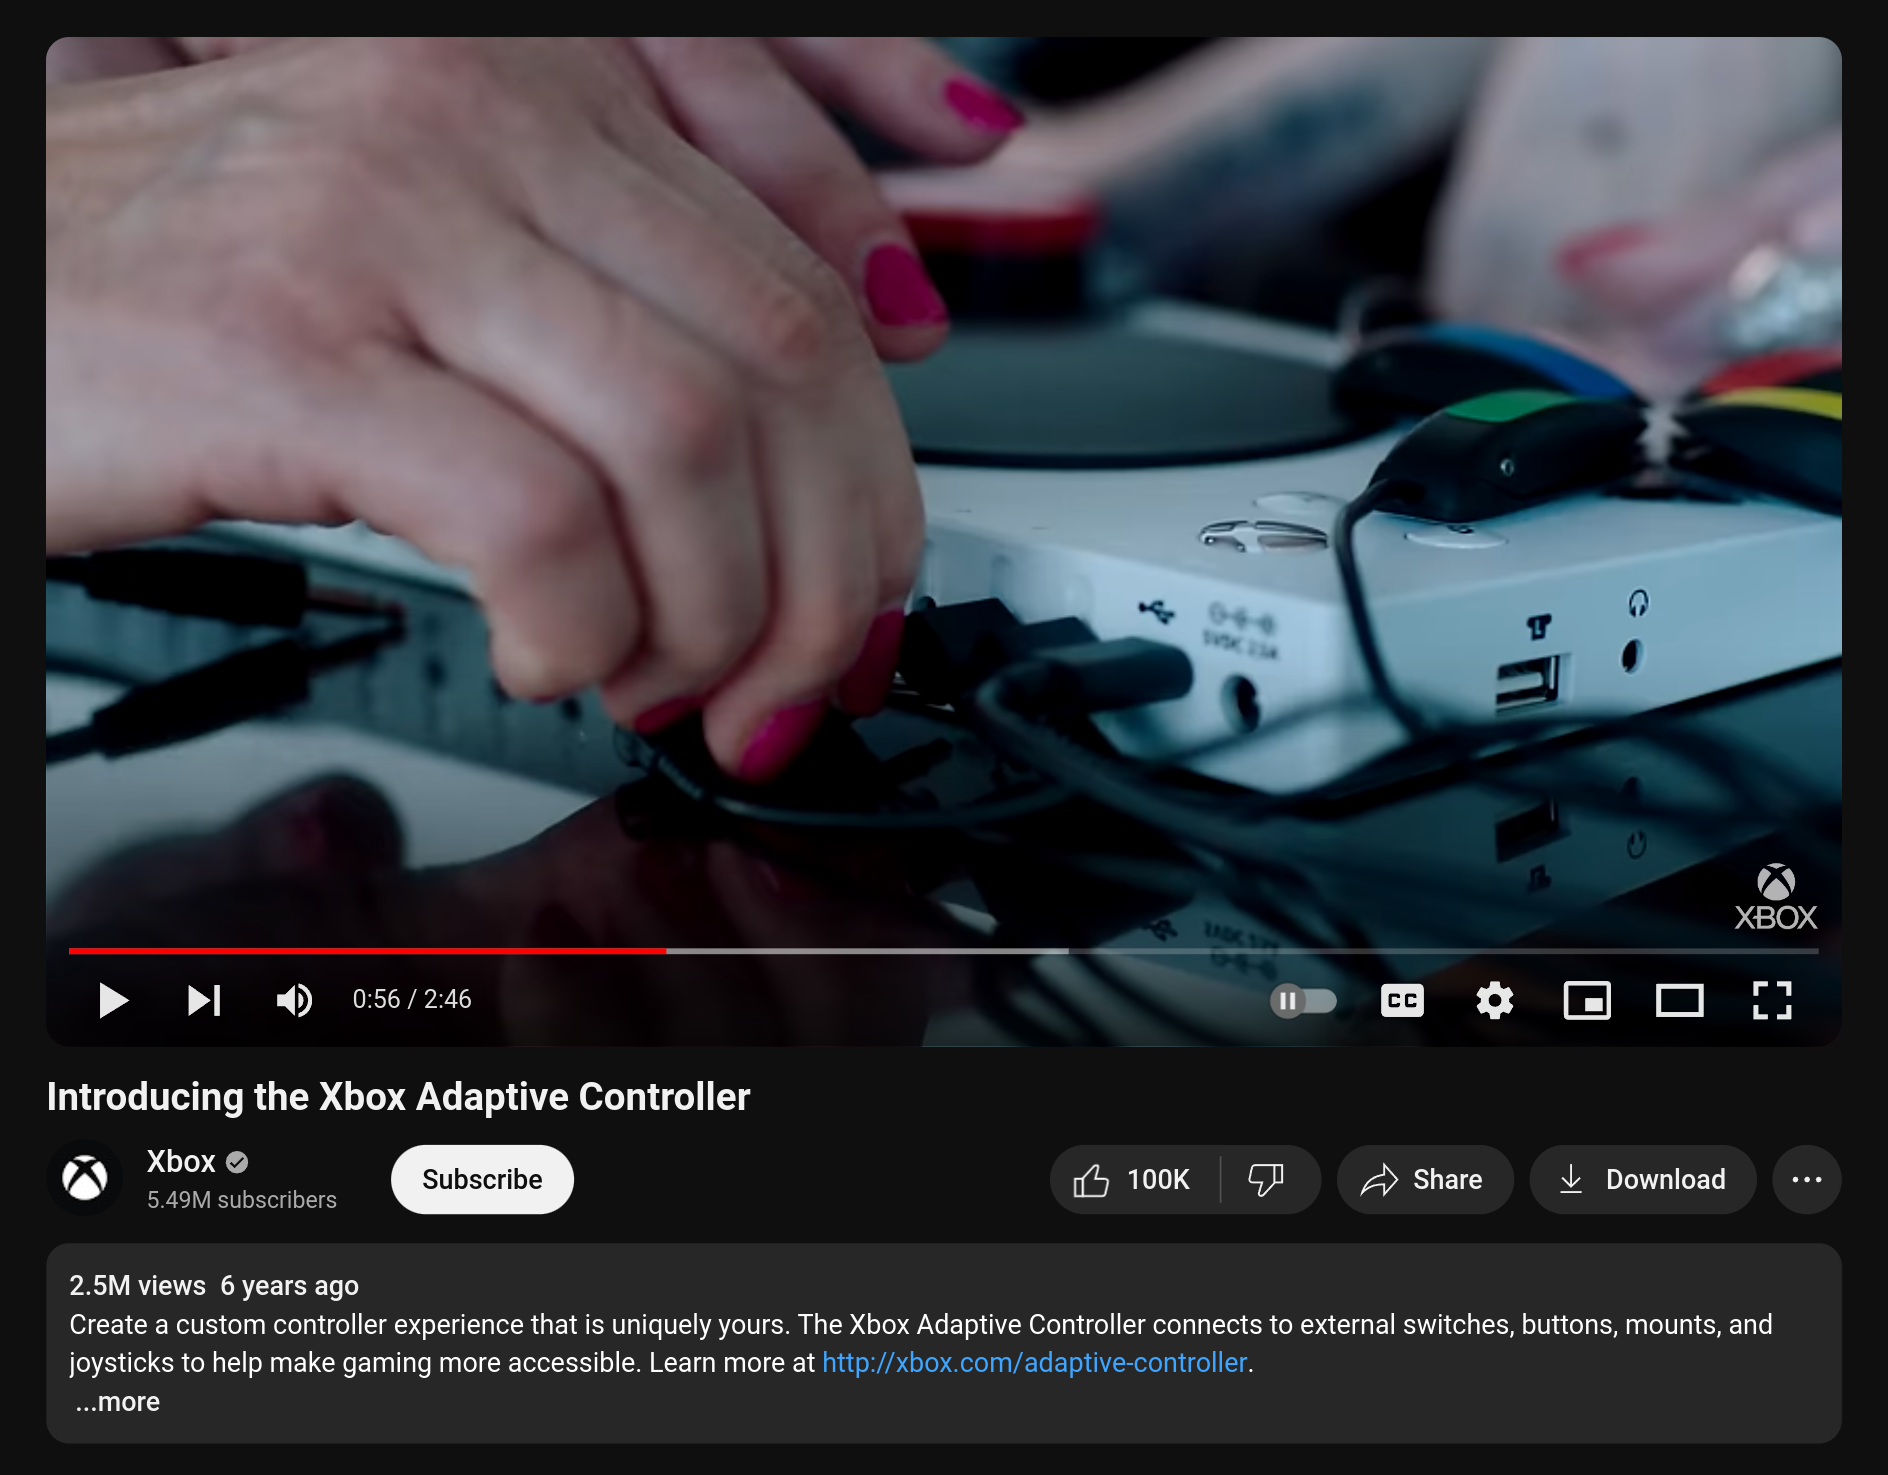 5VDC 2.0A
XBOX
0:56 / 2:46
CC
Introducing the Xbox Adaptive Controller
Xbox
5.49M subscribers
Subscribe
100K
Share
Download
2.5M views 6 years ago
Create a custom controller experience that is uniquely yours. The Xbox Adaptive Controller connects to external switches, buttons, mounts, and
joysticks to help make gaming more accessible. Learn more at http://xbox.com/adaptive-controller.
...more